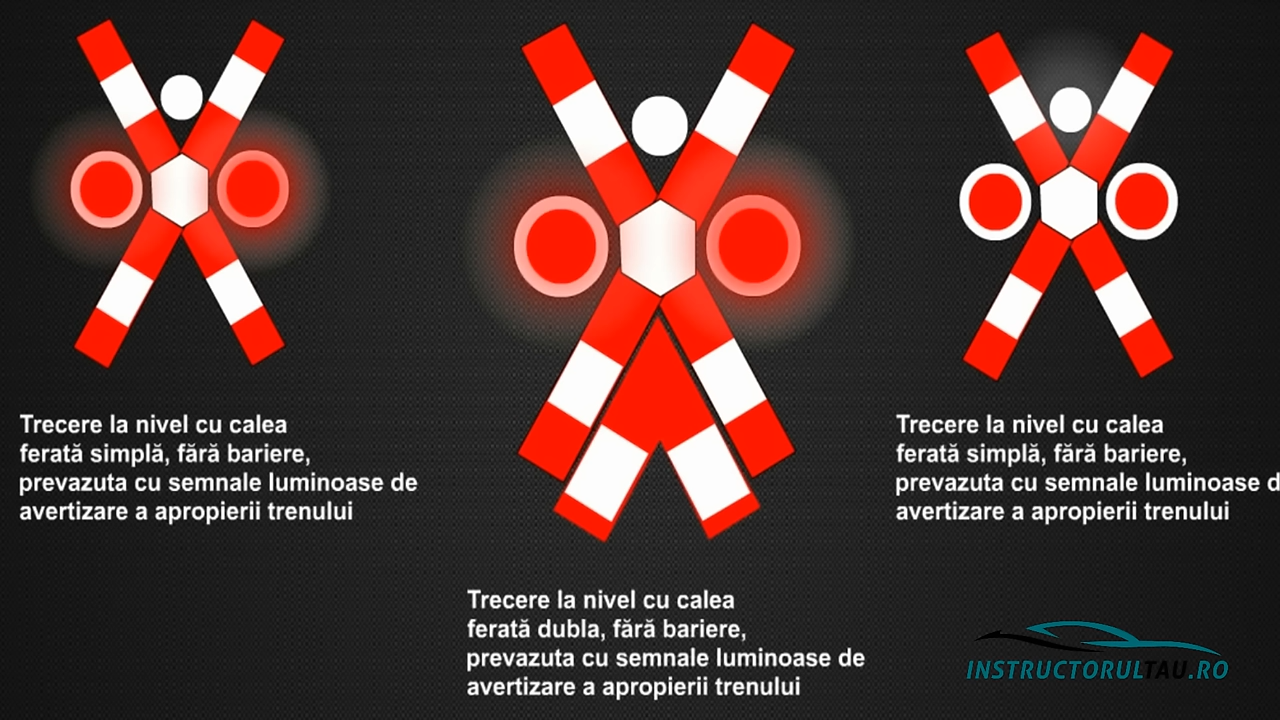 Trecere la nivel cu calea
ferată simplă, fără bariere,
prevazuta cu semnale luminoase de
avertizare a apropierii trenului
Trecere la nivel cu calea
ferată dubla, fără bariere,
prevazuta cu semnale luminoase de
avertizare a apropierii trenului
Trecere la nivel cu calea
ferată simplă, fără bariere,
prevazuta cu semnale luminoase d
avertizare a apropierii trenului
INSTRUCTORULTAU.RO